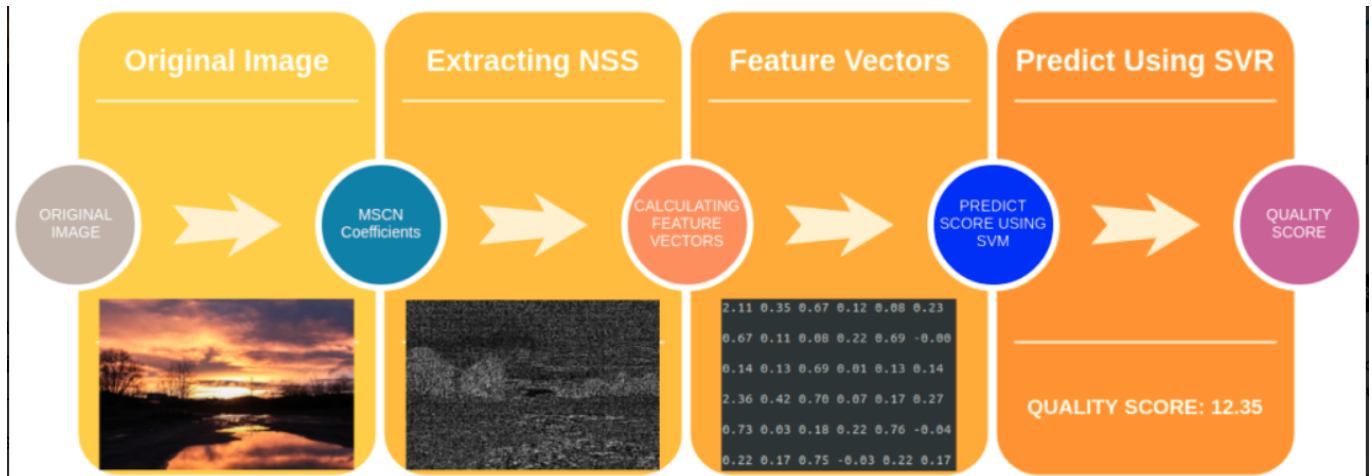 Original Image
Extracting NSS
Feature Vectors
Predict Using SVR
ORIGINAL
IMAGE
MSCN
Coefficients
CALCULATING
FEATURE
VECTORS
PREDICT
SCORE USING
SVM
QUALITY
SCORE
2.11 0.35 0.67 0.12 0.08 0.23
0.67 0.11 0.08 0.22 0.69 -0.00
0.14 0.13 0.69 0.01 0.13 0.14
2.36 0.42 0.70 0.07 0.17 0.27
0.73 0.03 0.18 0.22 0.76 -0.04
0.22 0.17 0.75 -0.03 0.22 0.17
QUALITY SCORE: 12.35